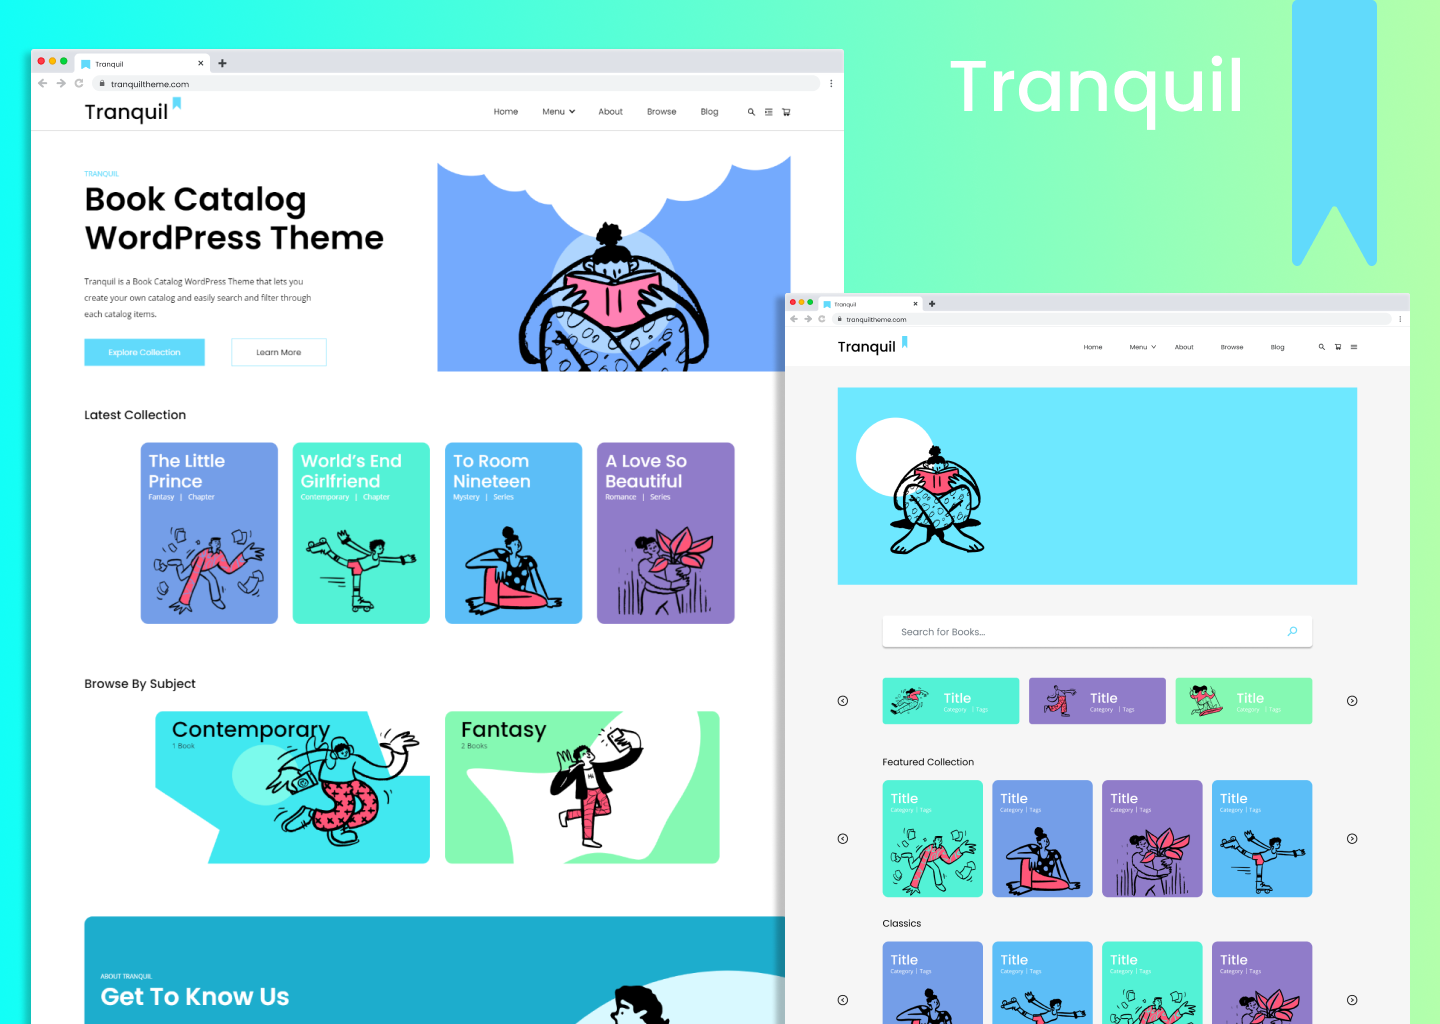 Tranquil
Tranquil
tranquiltheme.com
Tranquil
Home
Menu
About
Browse
Blog
TRANQUIL
Book Catalog
WordPress Theme
Tranquil is a Book Catalog WordPress Theme that lets you
create your own catalog and easily search and filter through
each catalog items.
Explore Collection
Learn More
Latest Collection
The Little
Prince
Fantasy | Chapter
World's End
Girlfriend
Contemporary | Chapter
To Room
Nineteen
Mystery | Series
A Love So
Beautiful
Romance | Series
Browse By Subject
Contemporary
1 Book
Fantasy
2 Books
ABOUT TRANQUIL
Get To Know Us
Tranquil
tranquiltheme.com
Tranquil
Home
Menu
About
Browse
Blog
Search for Books...
Title
Category | Tags
Title
Category | Tags
Title
Category | Tags
Featured Collection
Title
Category | Tags
Title
Category | Tags
Title
Category | Tags
Title
Category | Tags
Classics
Title
Category | Tags
Title
Category | Tags
Title
Category | Tags
Title
Category | Tags